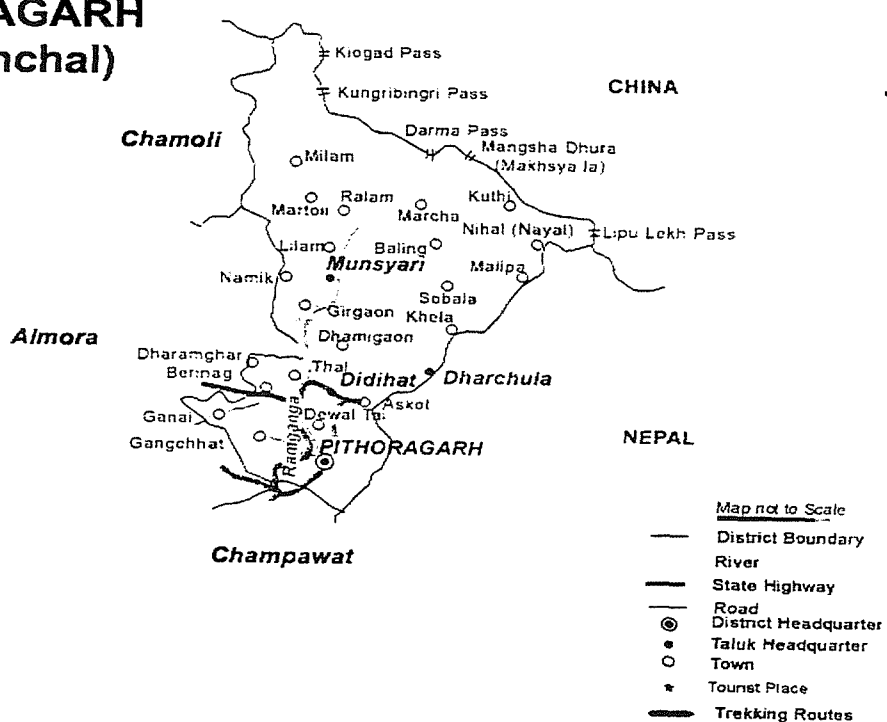 AGARH
nchal)
Kiogad Pass
Kungribingri Pass
CHINA
Chamoli
Darma Pass
Mangsha Dhura
(Makhsya la)
Milam
Ralam
Martoli
Marcha
Kuthi
Nihal (Nayal)
Lipu Lekh Pass
Lilam
Baling
Munsyari
Malipa
Namik
Sobala
Girgaon
Khela
Almora
Dhamigaon
Dharamghar
Thal
Berinag
Didihat
Dharchula
Askot
Ganai
Dewal Tal
Ramganga
Gangchhat
PITHORAGARH
NEPAL
Champawat
Map not to Scale
District Boundary
River
State Highway
Road
District Headquarter
Taluk Headquarter
Town
Tourist Place
Trekking Routes